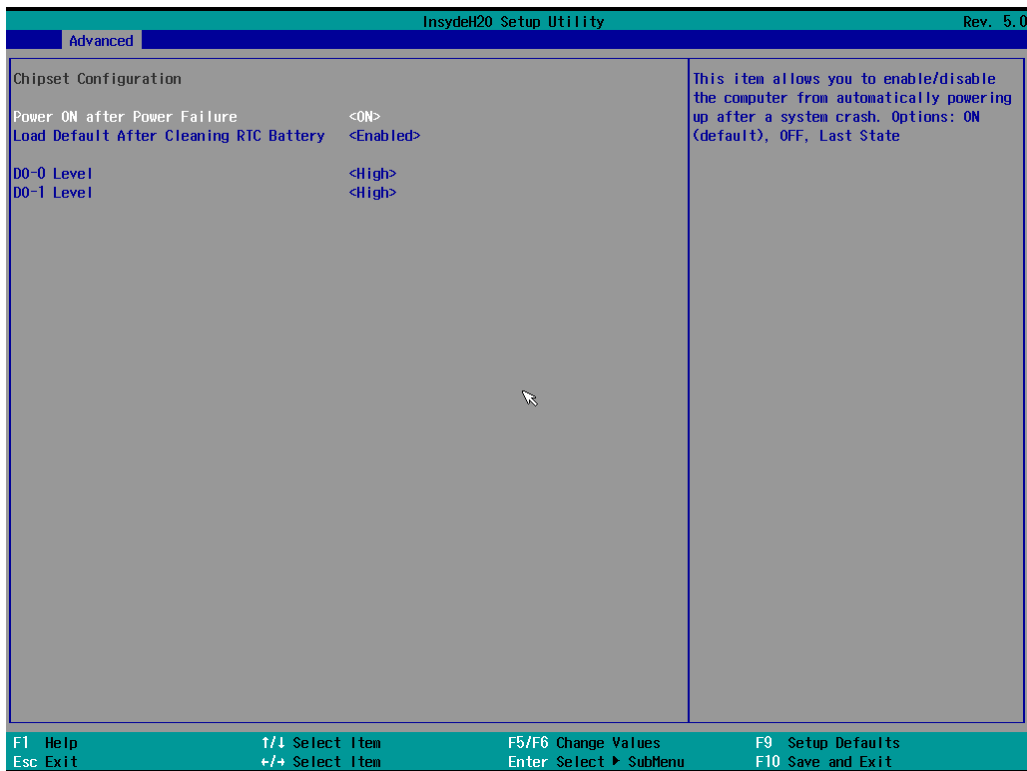 InsydeH20 Setup Utility Rev. 5.0
Advanced
Chipset Configuration
Power ON after Power Failure <ON>
Load Default After Cleaning RTC Battery <Enabled>
DO-0 Level <High>
DO-1 Level <High>
This item allows you to enable/disable
the computer from automatically powering
up after a system crash. Options: ON
(default), OFF, Last State
F1 Help ↑/↓ Select Item F5/F6 Change Values F9 Setup Defaults
Esc Exit ←/→ Select Item Enter Select ▶ SubMenu F10 Save and Exit